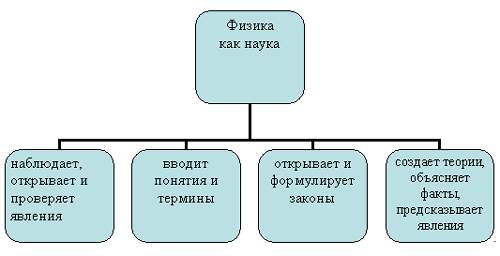 Физика
как наука
наблюдает,
открывает и
проверяет
явления
вводит
понятия и
термины
открывает и
формулирует
законы
создает теории,
объясняет
факты,
предсказывает
явления